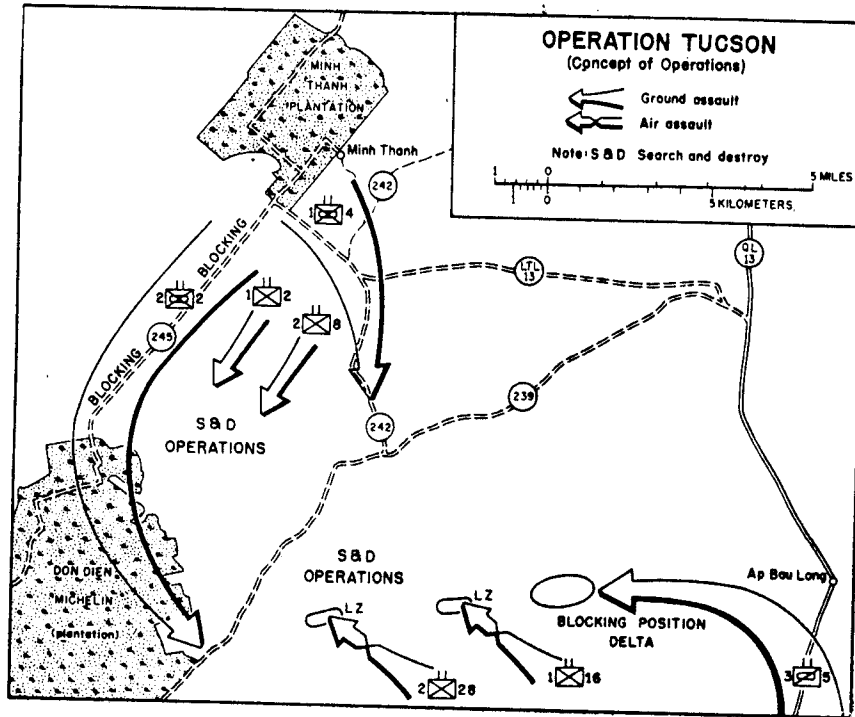 OPERATION TUCSON
(Concept of Operations)
Ground assault
Air assault
Note: S & D Search and destroy
1 0 5 MILES
1 0 5 KILOMETERS
MINH
THANH
PLANTATION
Minh Thanh
242
1 4
BLOCKING
2 2
1 2
2 8
245
BLOCKING
LTL
13
QL
13
239
S & D
OPERATIONS
242
S & D
OPERATIONS
DON DIEN
MICHELIN
(plantation)
LZ
LZ
Ap Bau Long
BLOCKING POSITION
DELTA
2 28
1 16
3 5